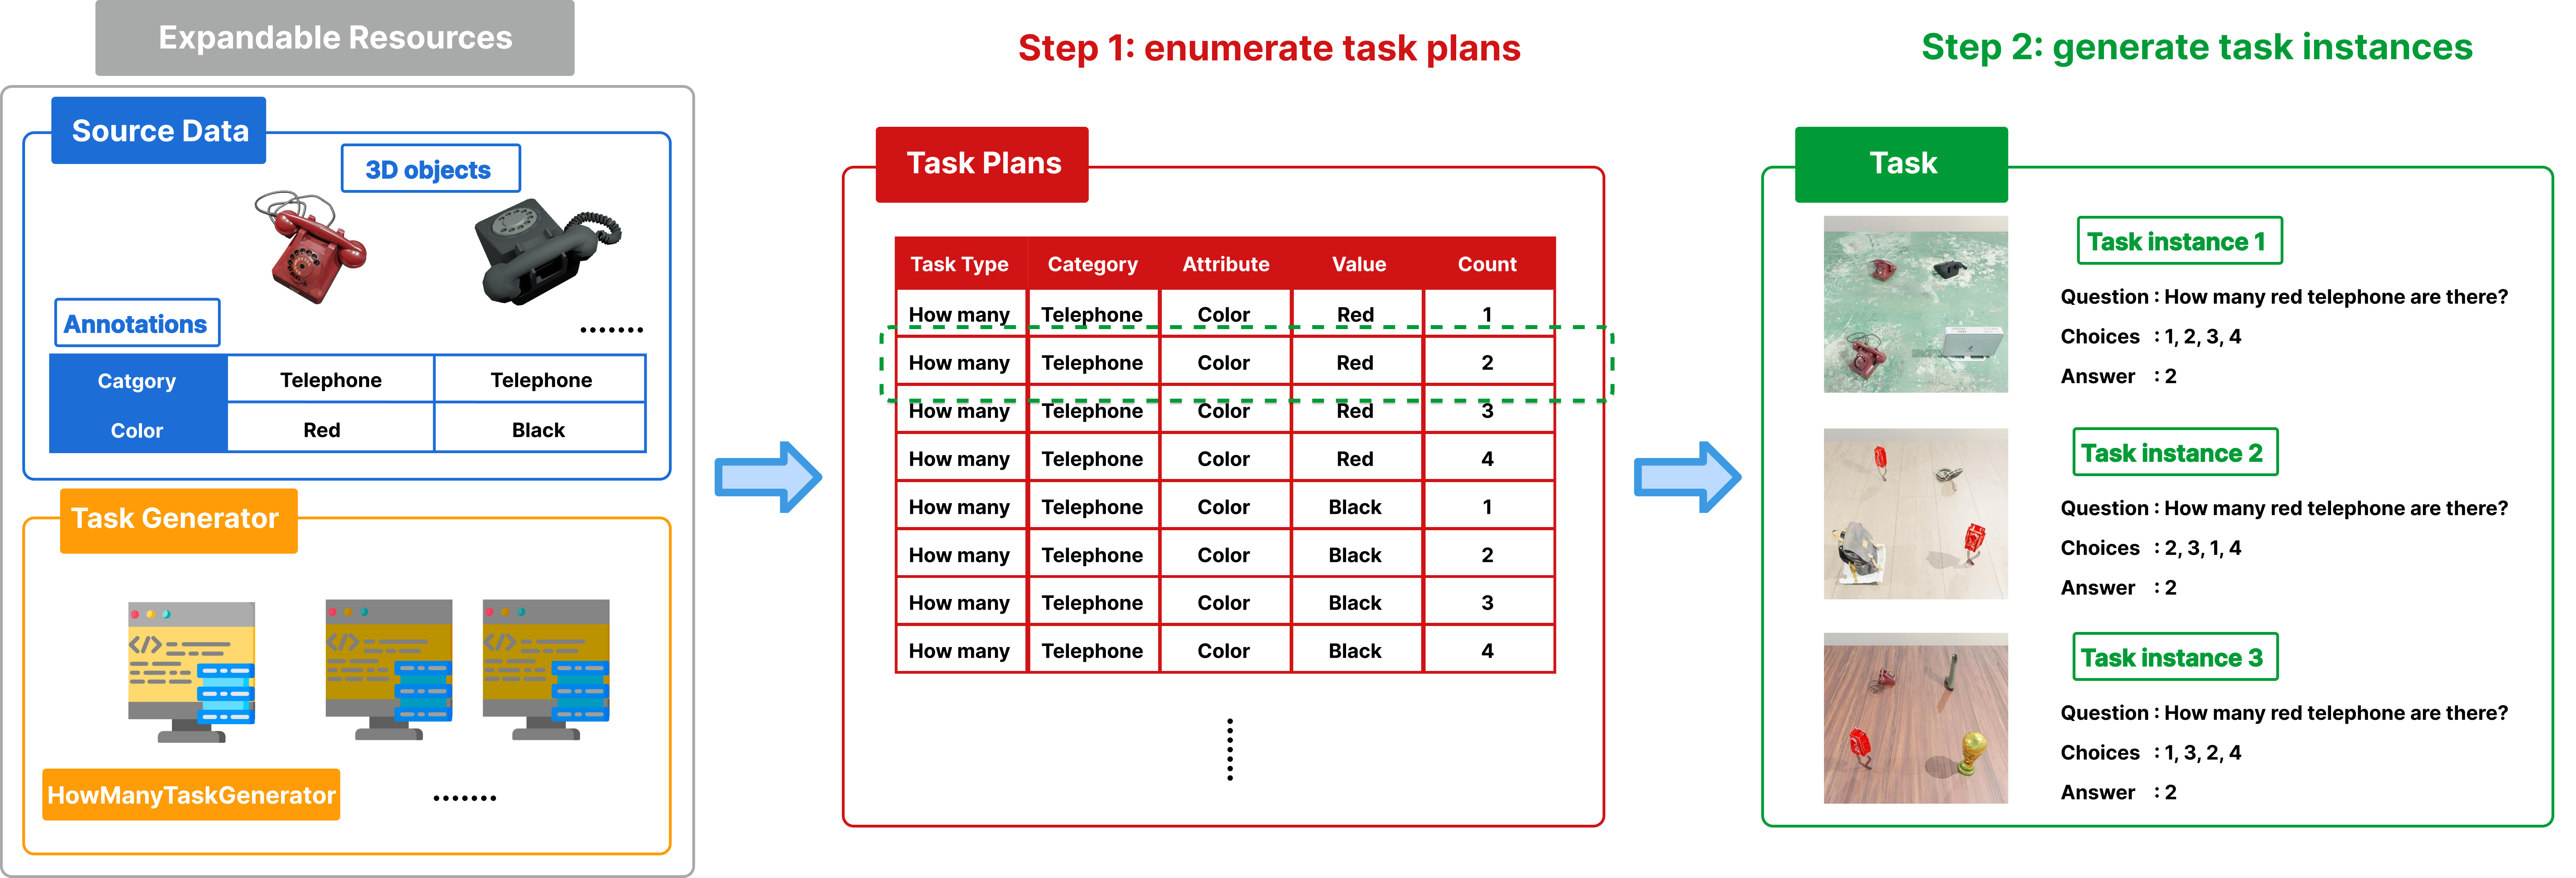 Expandable Resources
Source Data
3D objects
Annotations
.......
Catgory Telephone Telephone
Color Red Black
Task Generator
</>
</>
</>
HowManyTaskGenerator
.......
Step 1: enumerate task plans
Task Plans
Task Type Category Attribute Value Count
How many Telephone Color Red 1
How many Telephone Color Red 2
How many Telephone Color Red 3
How many Telephone Color Red 4
How many Telephone Color Black 1
How many Telephone Color Black 2
How many Telephone Color Black 3
How many Telephone Color Black 4
Step 2: generate task instances
Task
Task instance 1
Question : How many red telephone are there?
Choices : 1, 2, 3, 4
Answer : 2
Task instance 2
Question : How many red telephone are there?
Choices : 2, 3, 1, 4
Answer : 2
Task instance 3
Question : How many red telephone are there?
Choices : 1, 3, 2, 4
Answer : 2